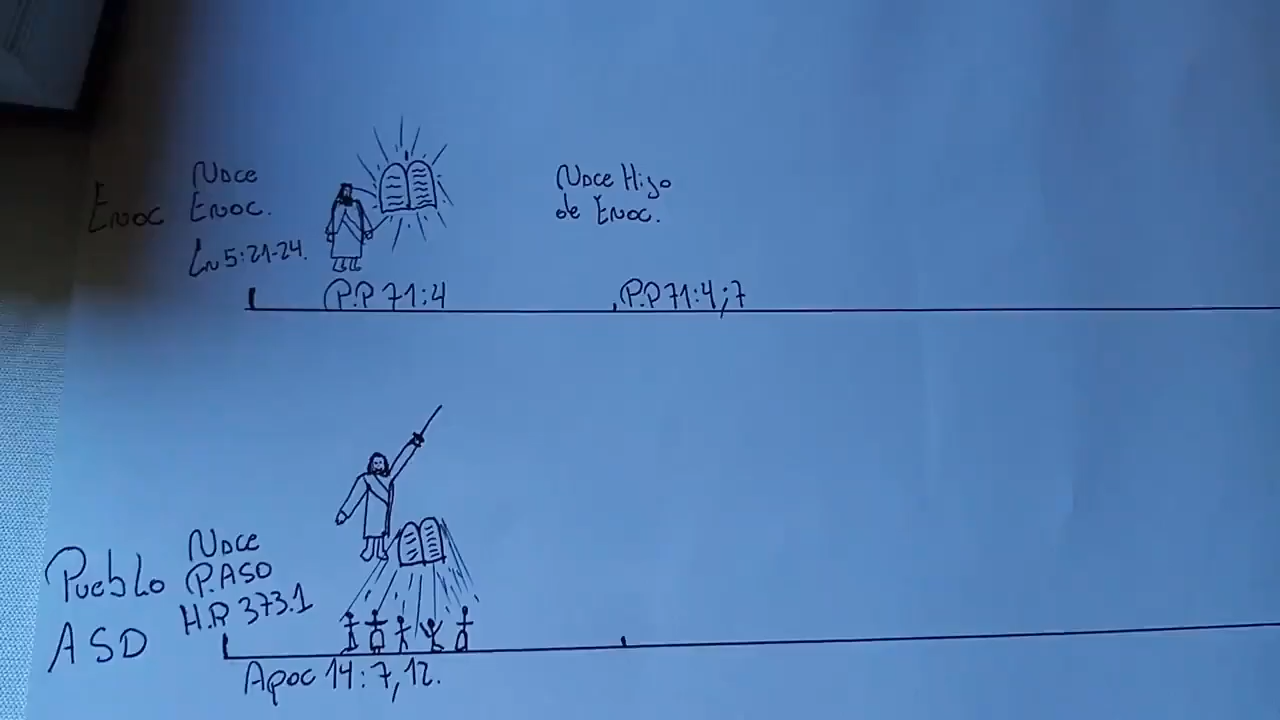 Enoc
Nace
Enoc.
Gn 5:21-24.
P.P 71:4
Nace Hijo
de Enoc.
P.P 71:4;7
Pueblo
ASD
Nace
P.ASD
H.R 373.1
Apoc 14:7,12.